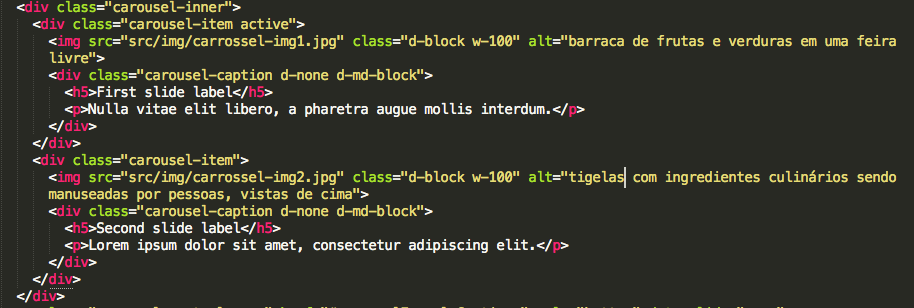 <div class="carousel-inner">
<div class="carousel-item active">
<img src="src/img/carrossel-img1.jpg" class="d-block w-100" alt="barraca de frutas e verduras em uma feira
livre">
<div class="carousel-caption d-none d-md-block">
<h5>First slide label</h5>
<p>Nulla vitae elit libero, a pharetra augue mollis interdum.</p>
</div>
</div>
<div class="carousel-item">
<img src="src/img/carrossel-img2.jpg" class="d-block w-100" alt="tigelas com ingredientes culinários sendo
manuseadas por pessoas, vistas de cima">
<div class="carousel-caption d-none d-md-block">
<h5>Second slide label</h5>
<p>Lorem ipsum dolor sit amet, consectetur adipiscing elit.</p>
</div>
</div>
</div>